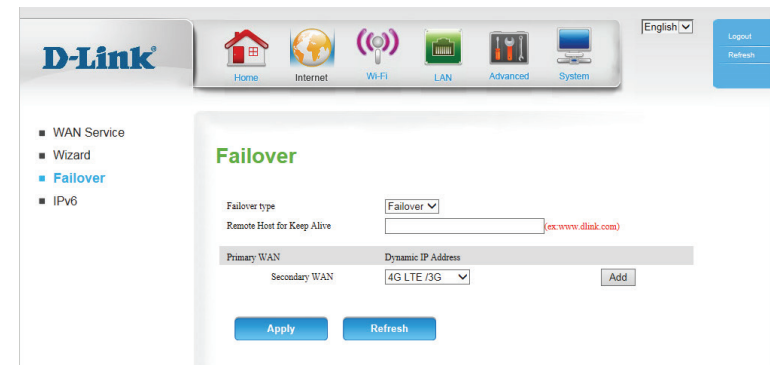 English
Logout
Refresh
D-Link®
Home Internet Wi-Fi LAN Advanced System
WAN Service
Wizard
Failover
IPv6
Failover
Failover type Failover
Remote Host for Keep Alive (ex:www.dlink.com)
Primary WAN Dynamic IP Address
Secondary WAN 4G LTE /3G Add
Apply Refresh